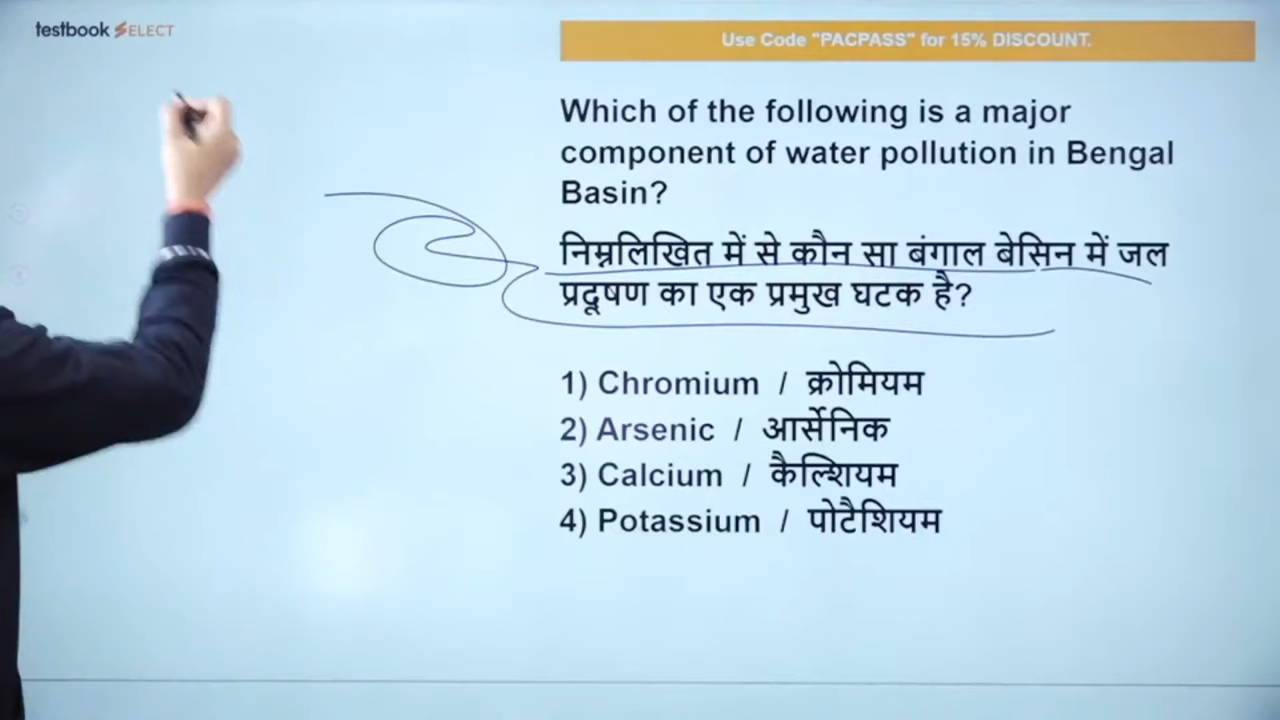 testbook SELECT
Use Code "PACPASS" for 15% DISCOUNT.
Which of the following is a major
component of water pollution in Bengal
Basin?
निम्नलिखित में से कौन सा बंगाल बेसिन में जल
प्रदूषण का एक प्रमुख घटक है?
1) Chromium / क्रोमियम
2) Arsenic / आर्सेनिक
3) Calcium / कैल्शियम
4) Potassium / पोटैशियम